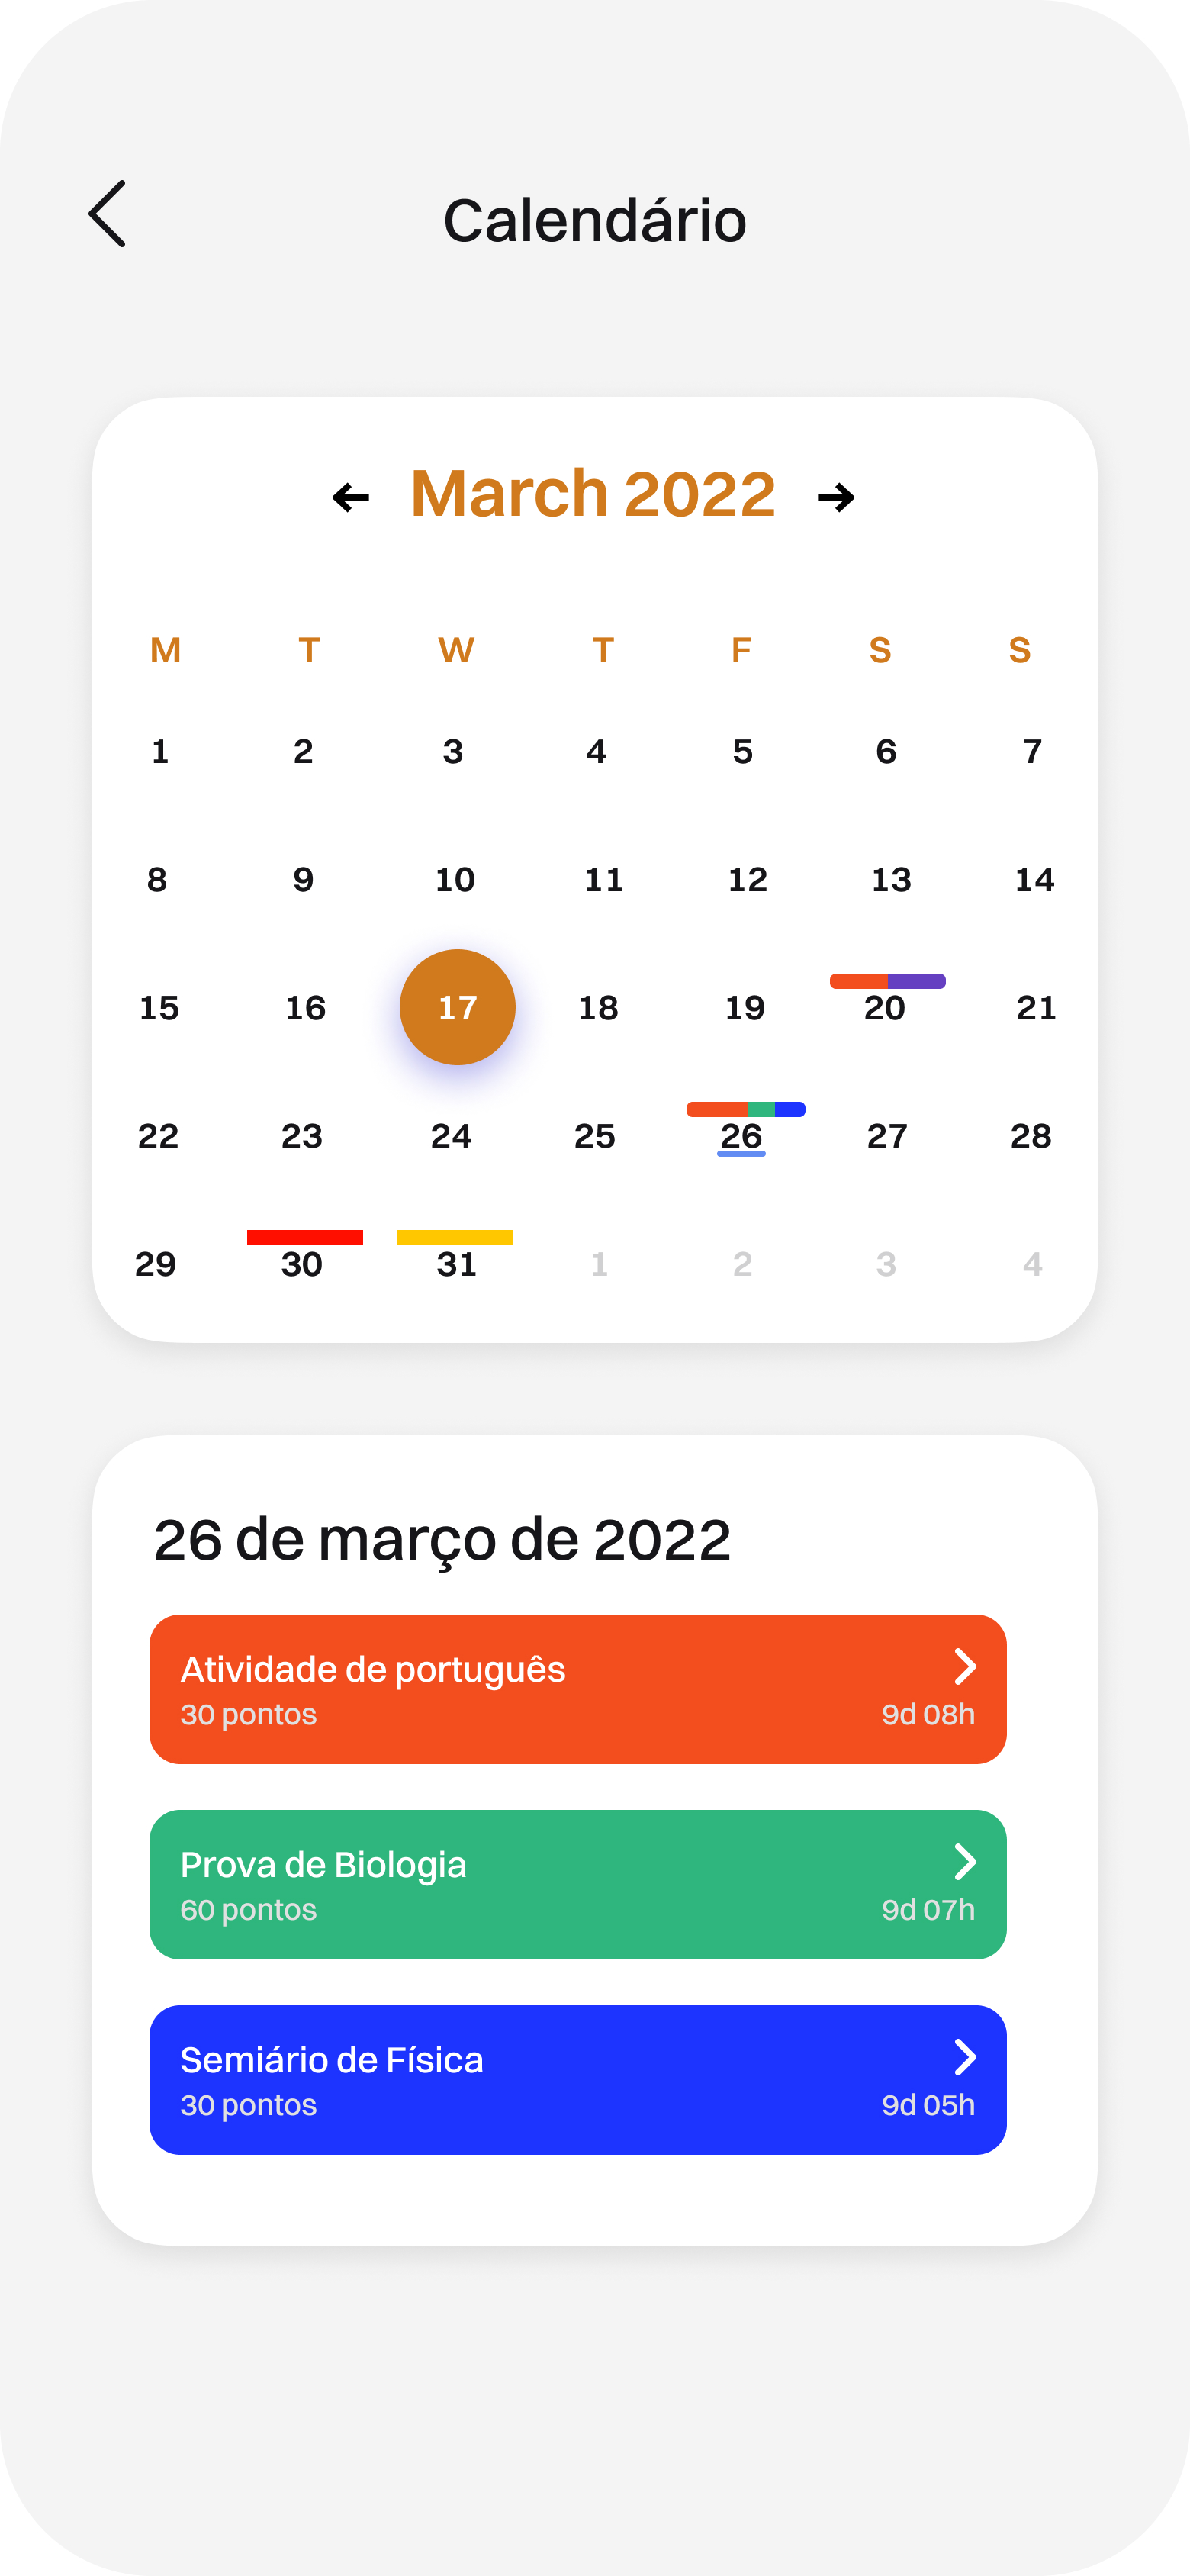 Calendário
March 2022
M T W T F S S
1 2 3 4 5 6 7
8 9 10 11 12 13 14
15 16 17 18 19 20 21
22 23 24 25 26 27 28
29 30 31 1 2 3 4
26 de março de 2022
Atividade de português
30 pontos 9d 08h
Prova de Biologia
60 pontos 9d 07h
Semiário de Física
30 pontos 9d 05h